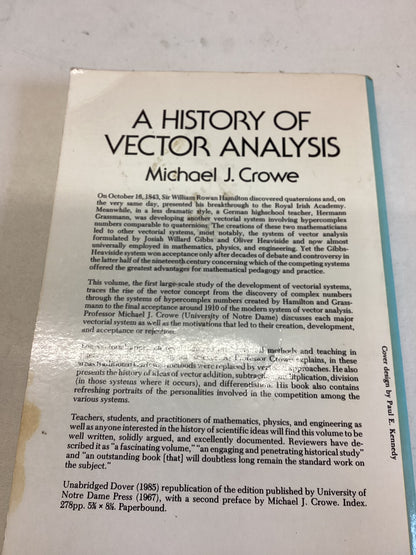 A HISTORY OF
VECTOR ANALYSIS
Michael J. Crowe
On October 16, 1843, Sir William Rowan Hamilton discovered quaternions and, on
the very same day, presented his breakthrough to the Royal Irish Academy.
Meanwhile, in a less dramatic style, a German highschool teacher, Hermann
Grassmann, was developing another vectorial system involving hypercomplex
numbers comparable to quaternions. The creations of these two mathematicians
led to other vectorial systems, most notably, the system of vector analysis
formulated by Josiah Willard Gibbs and Oliver Heaviside and now almost
universally employed in mathematics, physics, and engineering. Yet the Gibbs-
Heaviside system won acceptance only after decades of debate and controversy in
the latter half of the nineteenth century concerning which of the competing systems
offered the greatest advantages for mathematical pedagogy and practice.
This volume, the first large-scale study of the development of vectorial systems,
traces the rise of the vector concept from the discovery of complex numbers
through the systems of hypercomplex numbers created by Hamilton and Grass-
mann to the final acceptance around 1910 of the modern system of vector analysis.
Professor Michael J. Crowe (University of Notre Dame) discusses each major
vectorial system as well as the motivations that led to their creation, development,
and acceptance or rejection.
methods and teaching in
Crowe explains, in these
methods were replaced by approaches. He also
presents the history of ideas of vector addition, subtraction, multiplication, division
(in those systems where it occurs), and differentiation. His book also contains
refreshing portraits of the personalities involved in the competition among the
various systems.
Teachers, students, and practitioners of mathematics, physics, and engineering as
well as anyone interested in the history of scientific ideas will find this volume to be
well written, solidly argued, and excellently documented. Reviewers have de-
scribed it as "a fascinating volume," "an engaging and penetrating historical study"
and "an outstanding book [that] will doubtless long remain the standard work on
the subject."
Unabridged Dover (1985) republication of the edition published by University of
Notre Dame Press (1967), with a second preface by Michael J. Crowe. Index.
278pp. 5⅜ x 8¼. Paperbound.
Cover design by Paul E. Kennedy